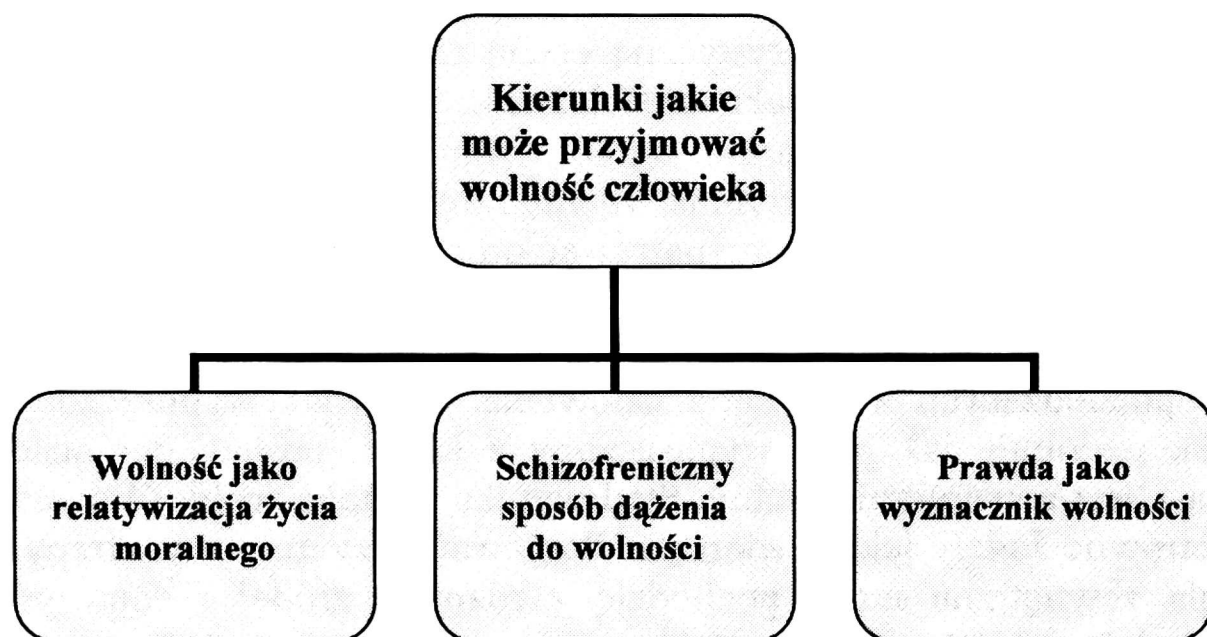 Kierunki jakie
może przyjmować
wolność człowieka
Wolność jako
relatywizacja życia
moralnego
Schizofreniczny
sposób dążenia
do wolności
Prawda jako
wyznacznik wolności